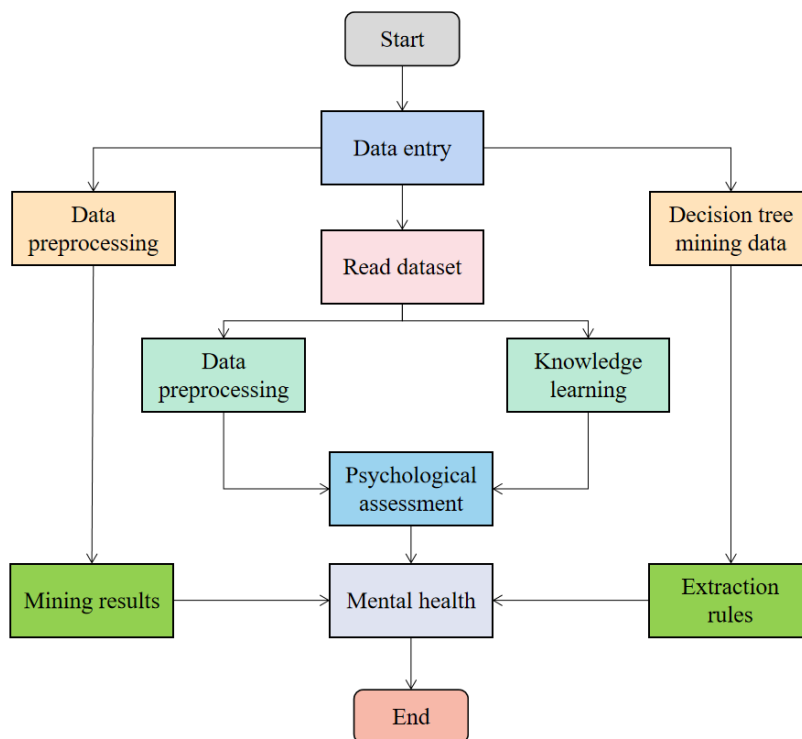 Start
Data entry
Data
preprocessing
Decision tree
mining data
Read dataset
Data
preprocessing
Knowledge
learning
Psychological
assessment
Mining results
Mental health
Extraction
rules
End